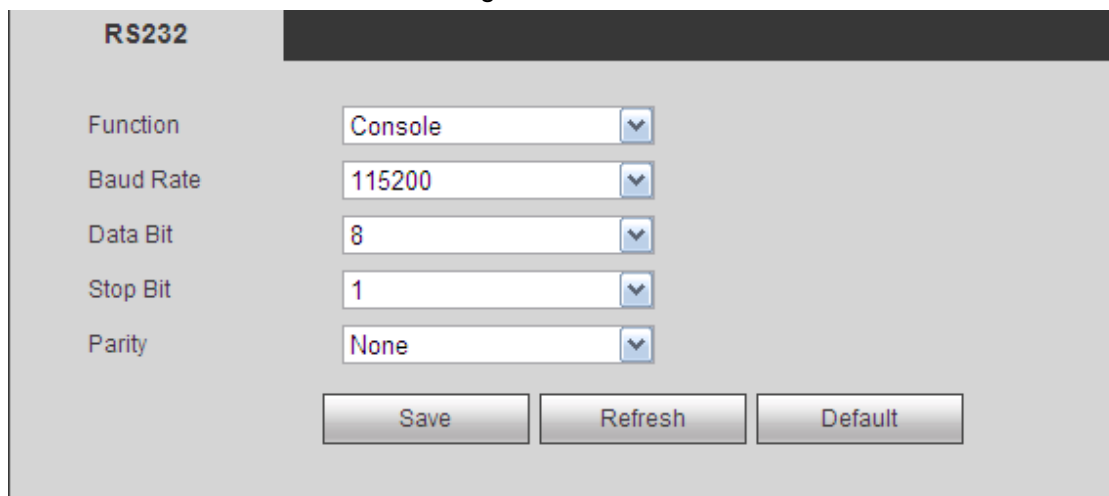 RS232
Function Console
Baud Rate 115200
Data Bit 8
Stop Bit 1
Parity None
Save Refresh Default